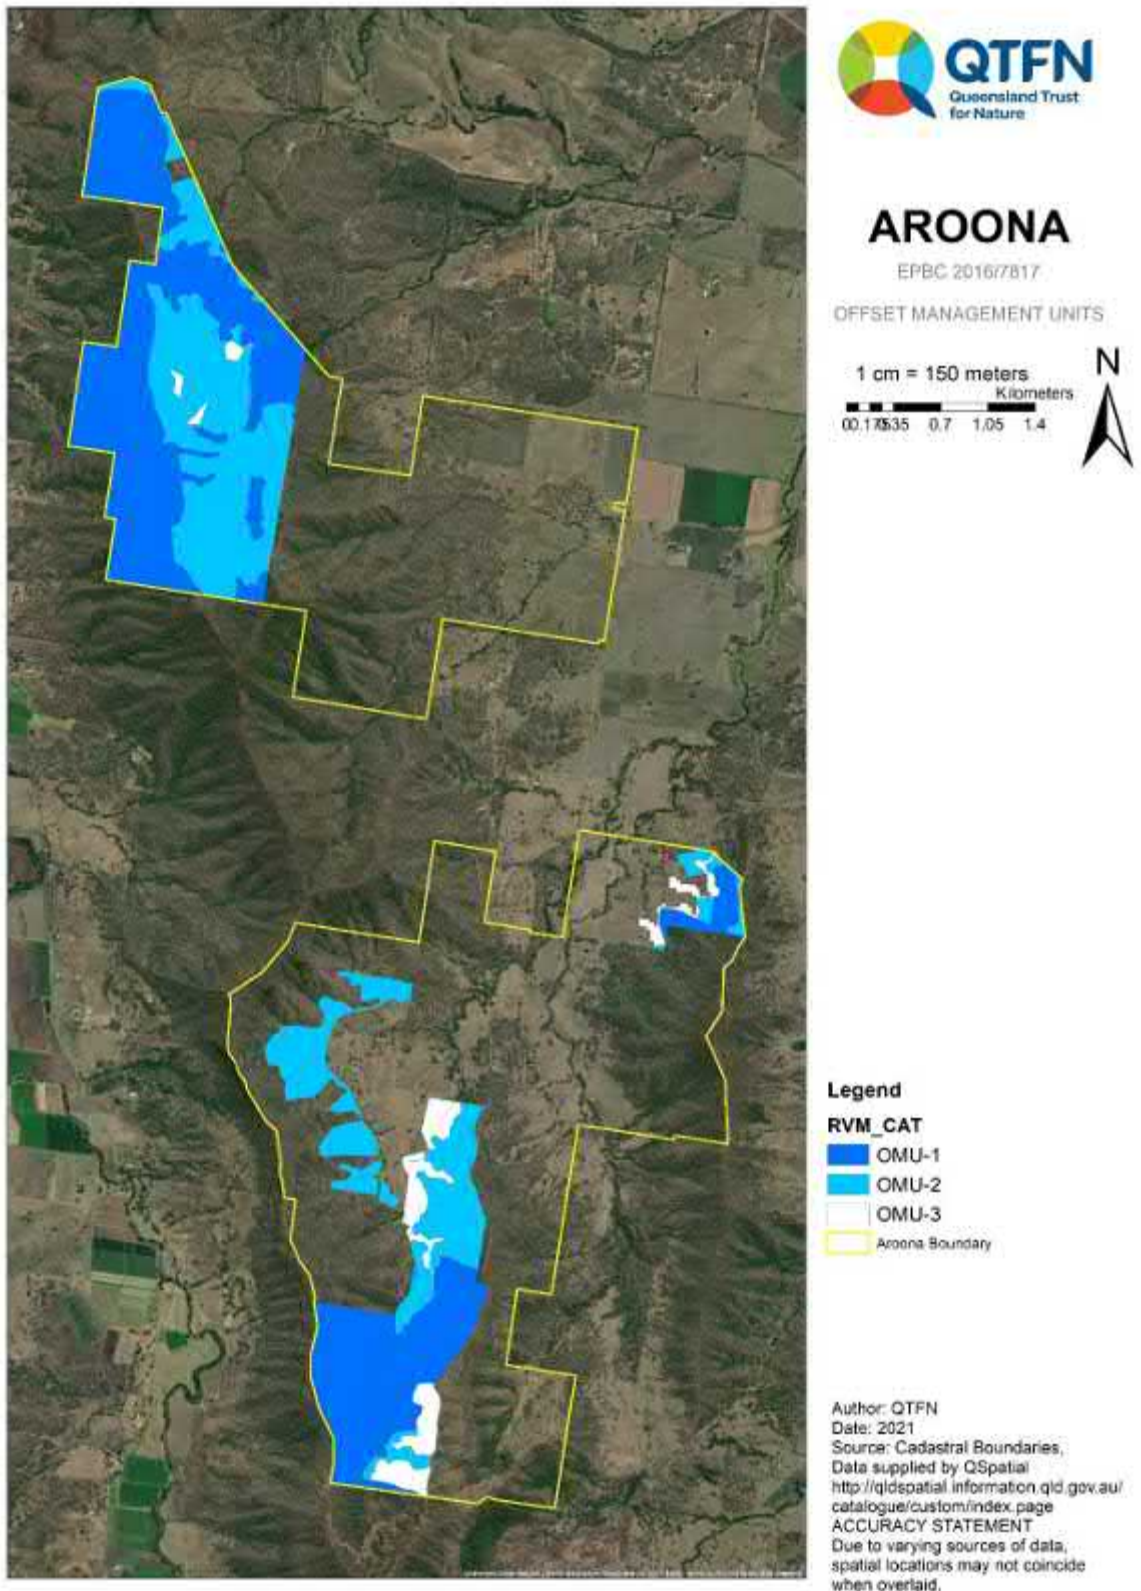 QTFN
Queensland Trust
for Nature
AROONA
EPBC 2016/7817
OFFSET MANAGEMENT UNITS
N
1 cm = 150 meters
Kilometers
0.7 1.05 1.4
Legend
RVM_CAT
OMU-1
OMU-2
OMU-3
Aroona Boundary
Author: QTFN
Date: 2021
Source: Cadastral Boundaries,
Data supplied by QSpatial
http://qldspatial.information.qld.gov.au/
catalogue/custom/index.page
ACCURACY STATEMENT
Due to varying sources of data,
spatial locations may not coincide
when overlaid.